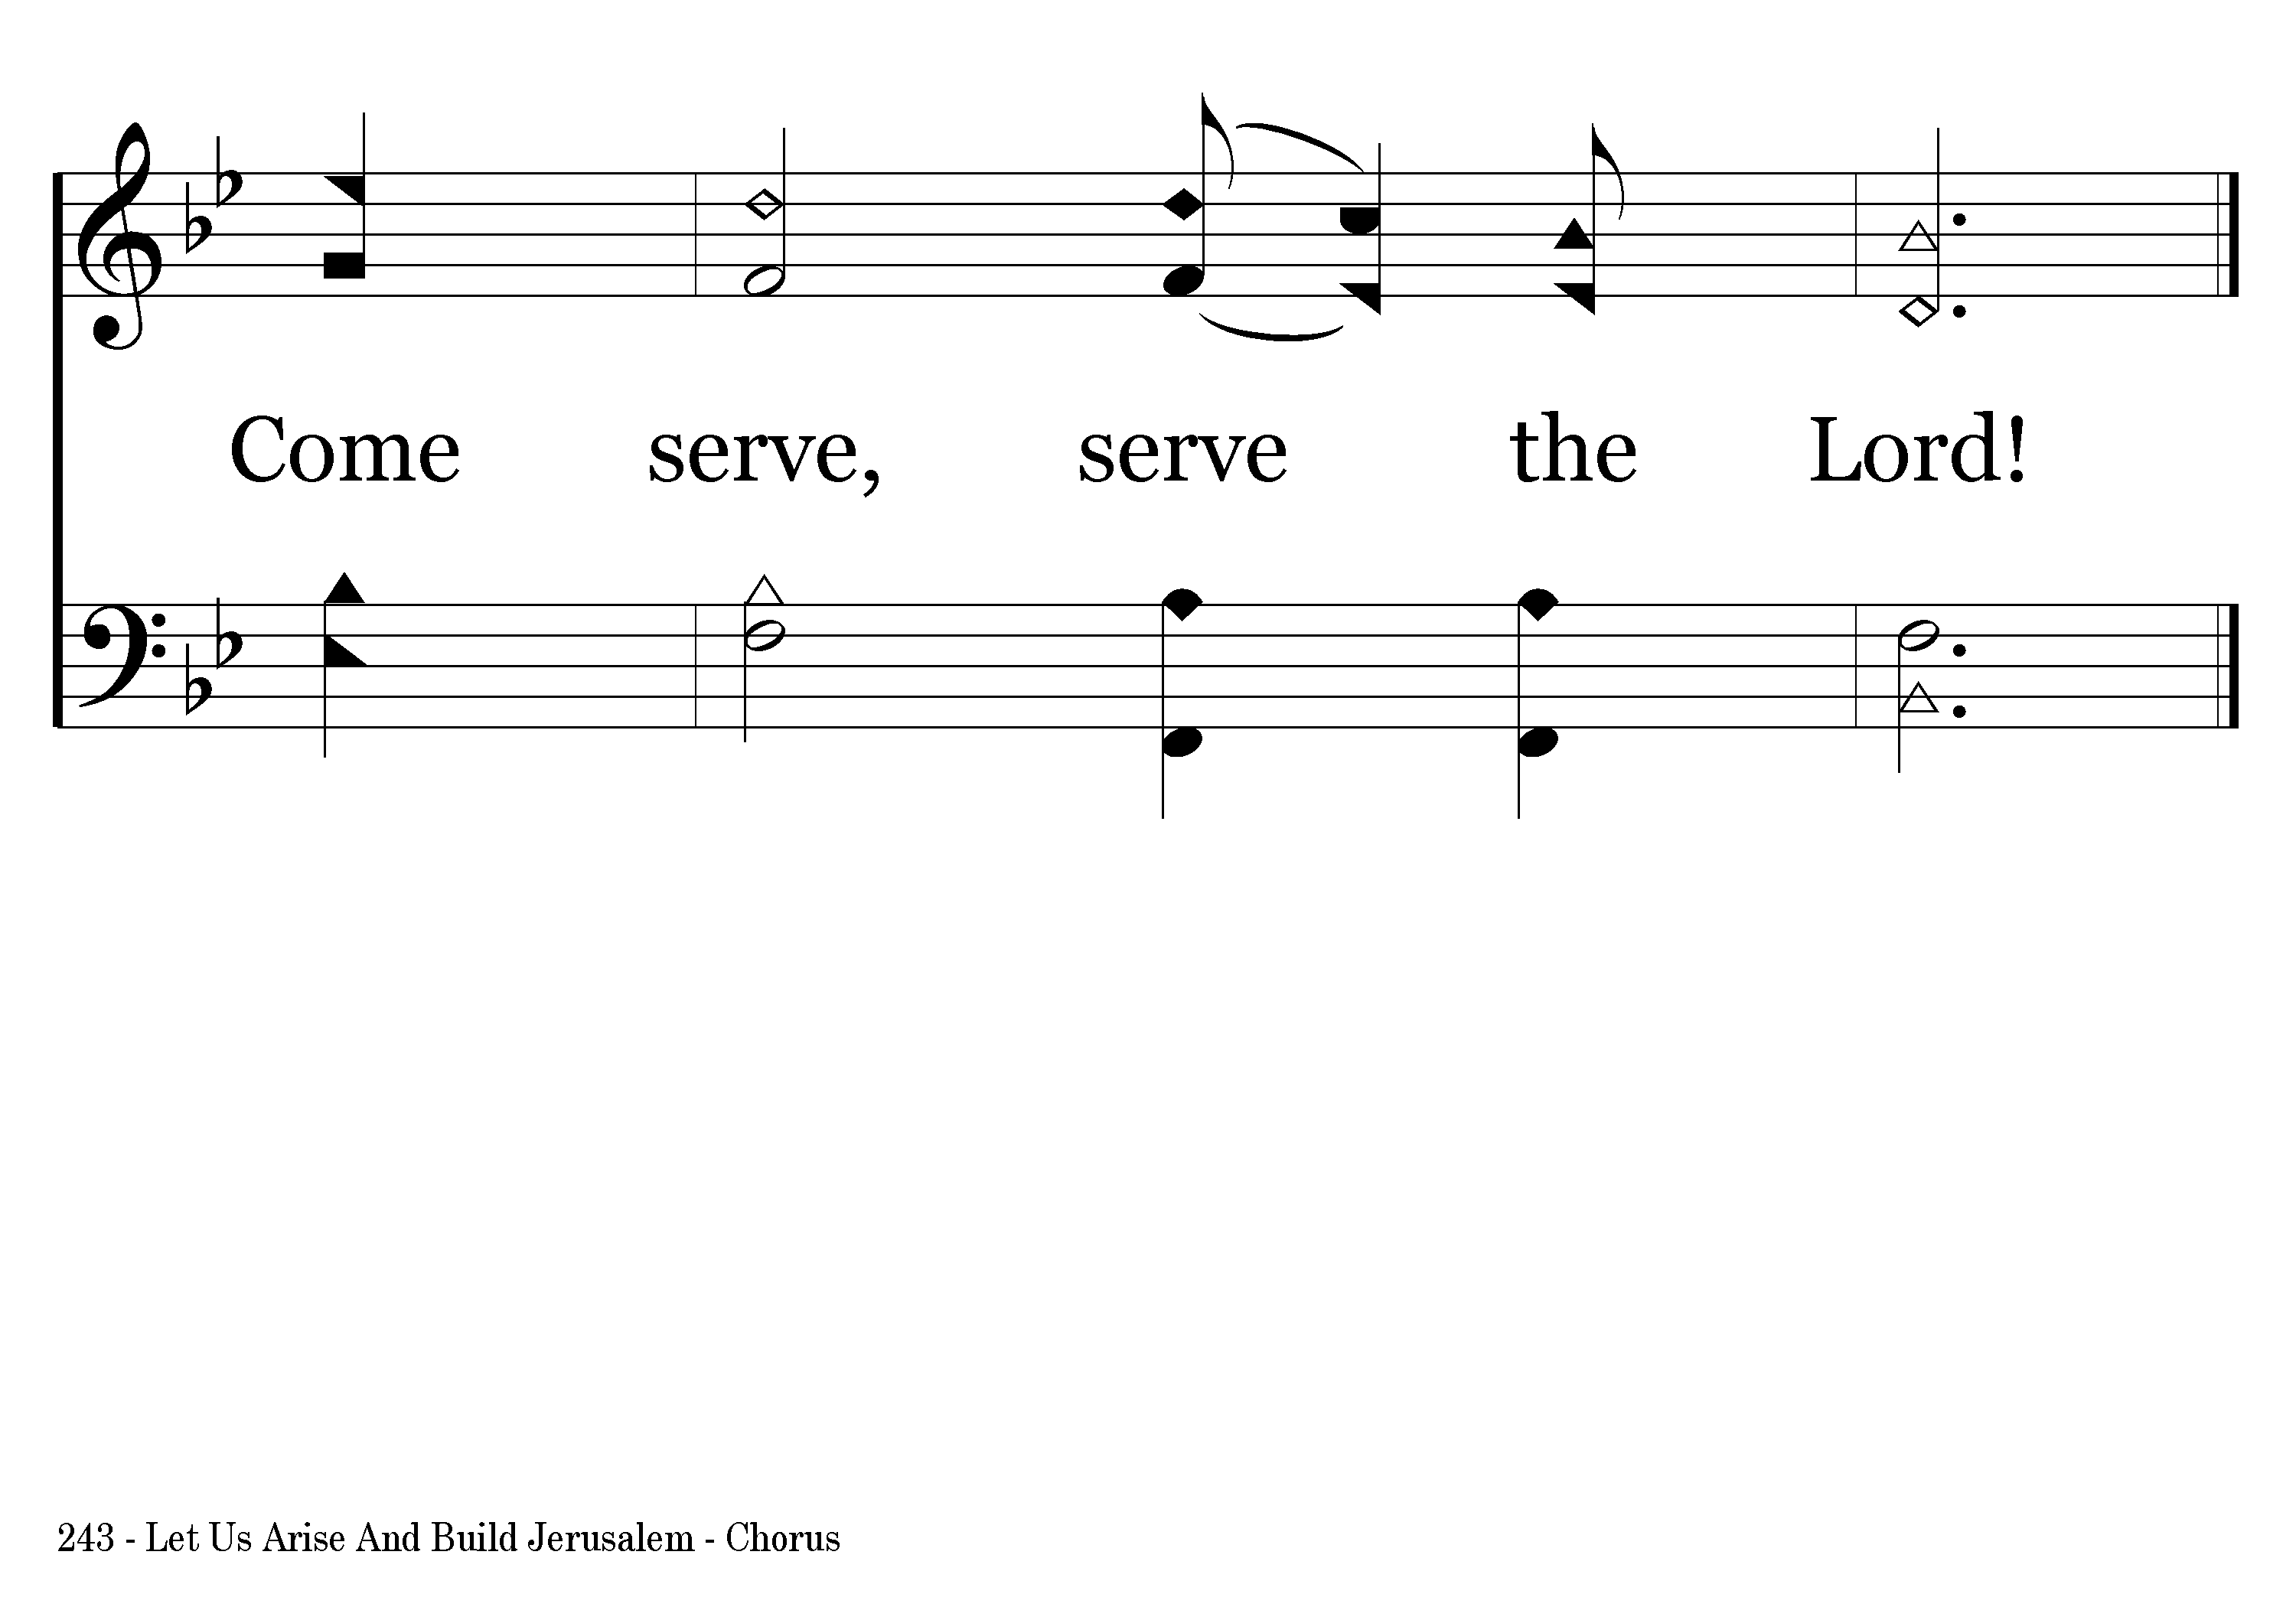 Come serve, serve the Lord!
243 - Let Us Arise And Build Jerusalem - Chorus